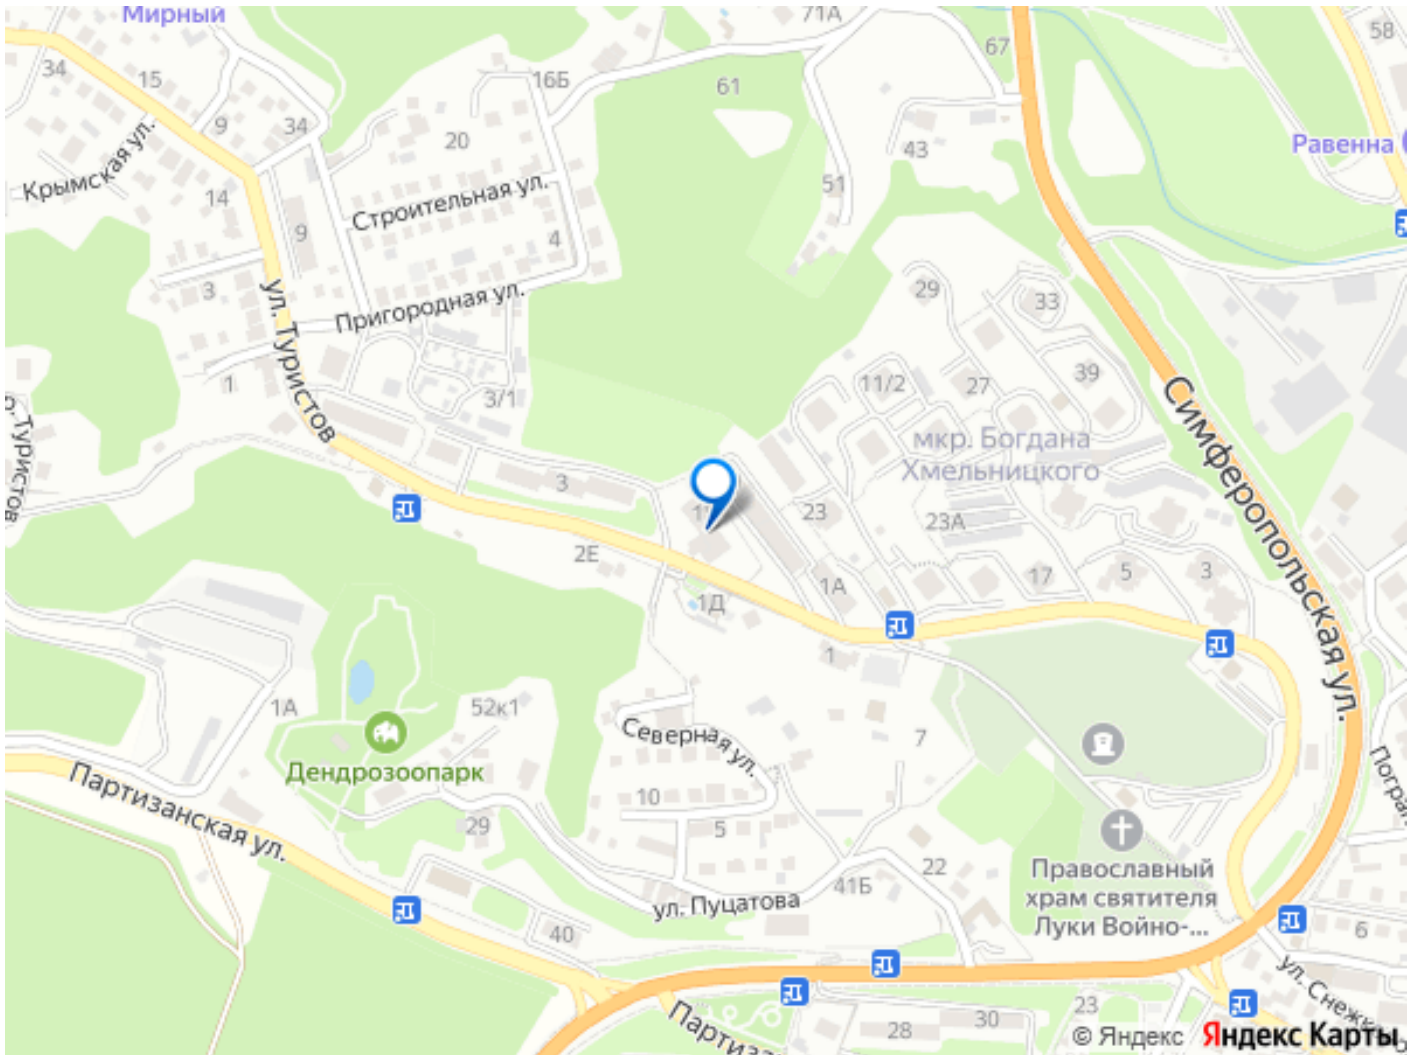 Мирный
71А
67
58
34
15
16Б
61
9
34
20
43
Равенна
Крымская ул.
14
Строительная ул.
51
9
4
3
29
33
Пригородная ул.
ул. Туристов
1
3/1
11/2
27
39
Симферопольская ул.
мкр. Богдана
Хмельницкого
3
23
23А
2Е
1А
17
5
3
1Д
1
1А
52к1
Северная ул.
7
Дендрозоопарк
Партизанская ул.
10
5
29
22
41Б
ул. Пуцатова
Православный
храм святителя
Луки Войно-...
40
6
28
30
23
© Яндекс
Яндекс Карты